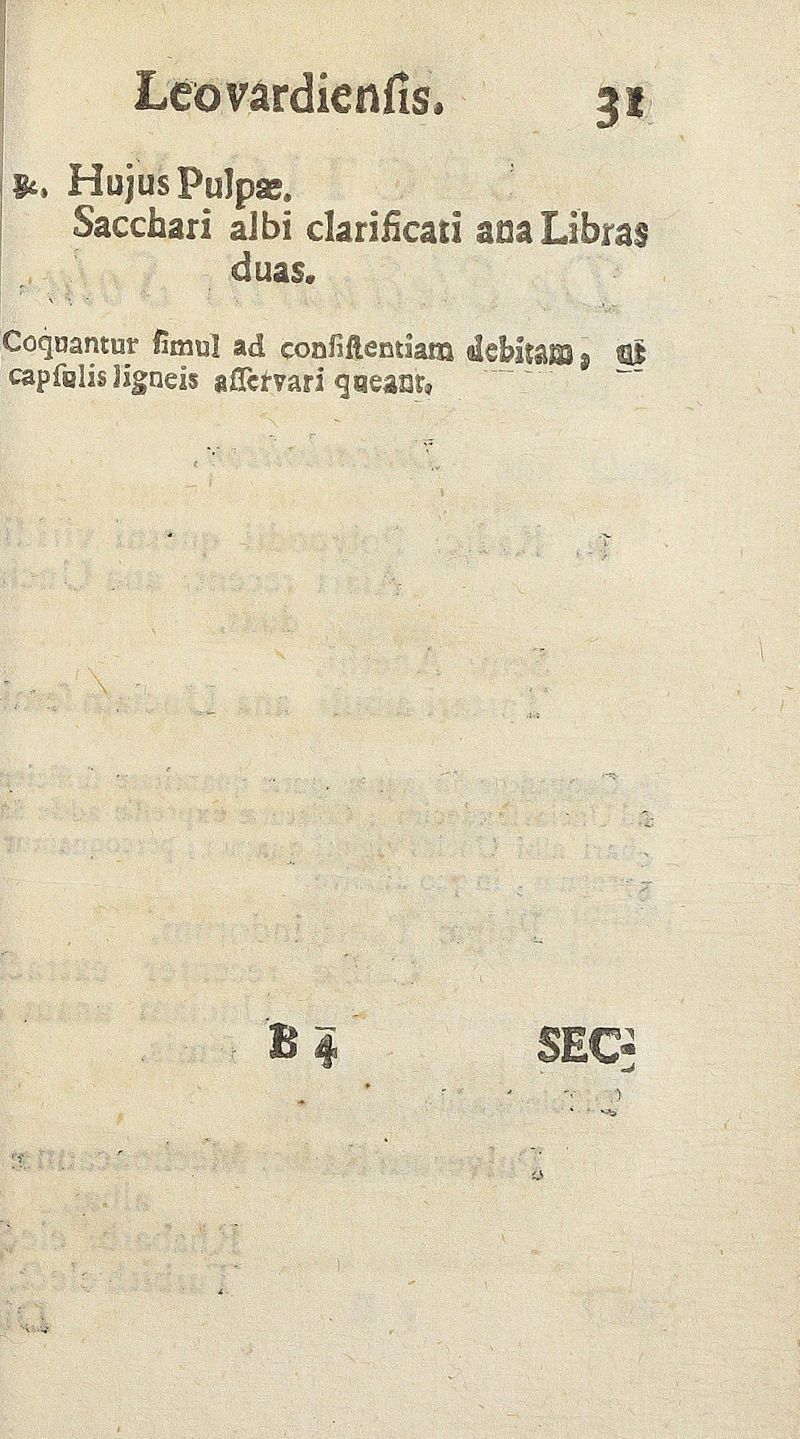 Leovardienſis. 31
℞. Hujus Pulpæ.
Sacchari albi clarificati ana Libras
duas.
Coquantur ſimul ad conſiſtentiam debitam, ut
capſulis ligneis aſſervari queant,
B 4 SEC-